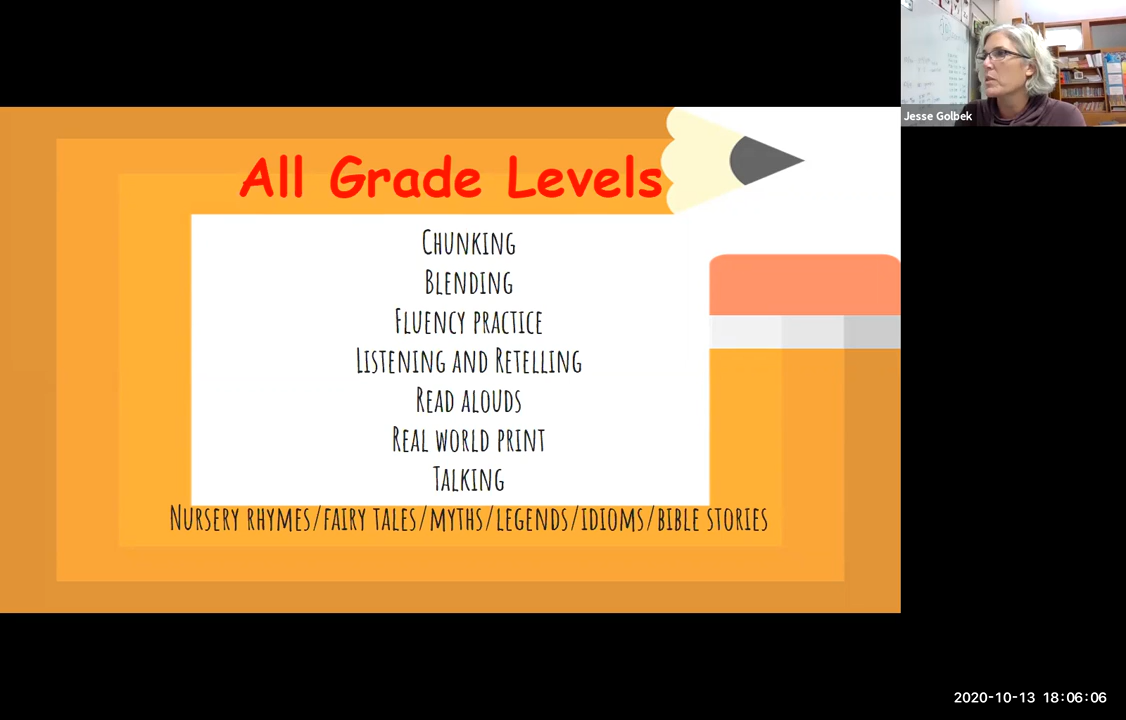 Jesse Golbek
All Grade Levels
Chunking
Blending
Fluency practice
Listening and Retelling
Read alouds
Real world print
Talking
Nursery rhymes/fairy tales/myths/legends/idioms/bible stories
2020-10-13 18:06:06